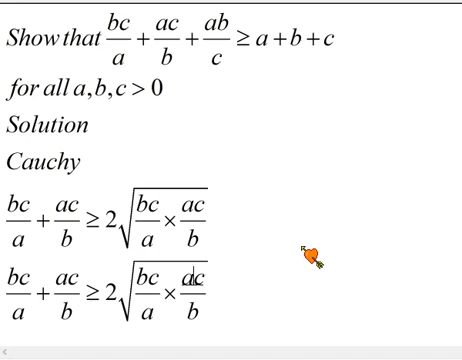 Show that bc/a + ac/b + ab/c ≥ a + b + c
for all a, b, c > 0
Solution
Cauchy
bc/a + ac/b ≥ 2√(bc/a × ac/b)
bc/a + ac/b ≥ 2√(bc/a × ac/b)